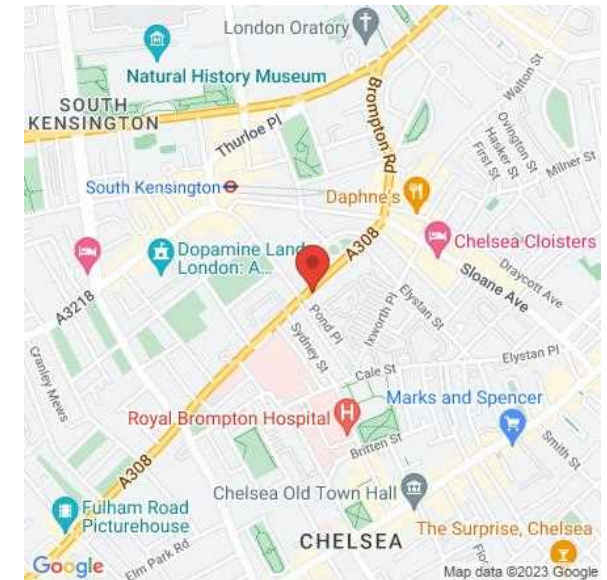 London Oratory
Natural History Museum
SOUTH
KENSINGTON
Thurloe Pl
Brompton Rd
Walton St
Ovington St
Hasker St
First St
Milner St
South Kensington
Daphne's
Chelsea Cloisters
Dopamine Land
London: A...
A308
Sloane Ave
Draycott Ave
A3218
Pond Pl
Ixworth Pl
Elystan St
Sydney St
Cranley Mews
Cale St
Elystan Pl
Marks and Spencer
Royal Brompton Hospital
Britten St
Smith St
A308
Chelsea Old Town Hall
Fulham Road
Picturehouse
CHELSEA
The Surprise, Chelsea
Elm Park Rd
Flo
Google
Map data ©2023 Google